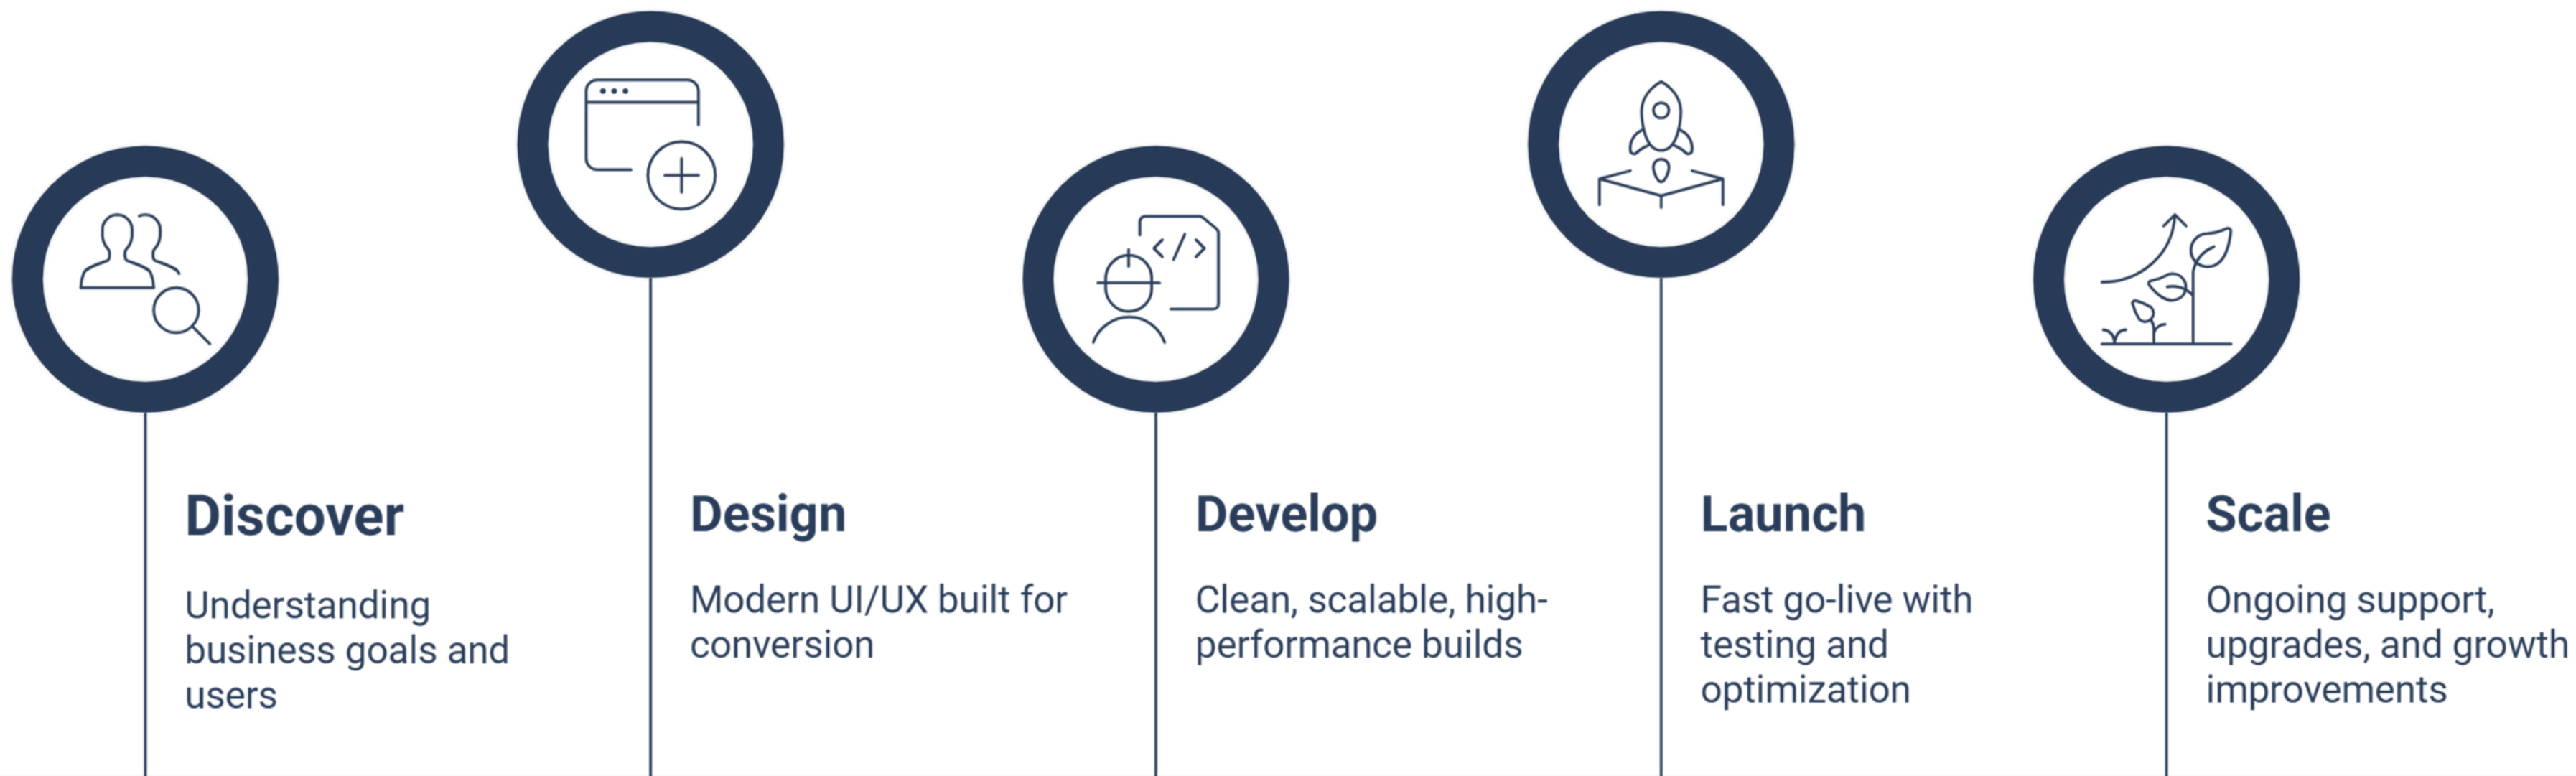 Discover
Understanding
business goals and
users
Design
Modern UI/UX built for
conversion
Develop
Clean, scalable, high-
performance builds
Launch
Fast go-live with
testing and
optimization
Scale
Ongoing support,
upgrades, and growth
improvements